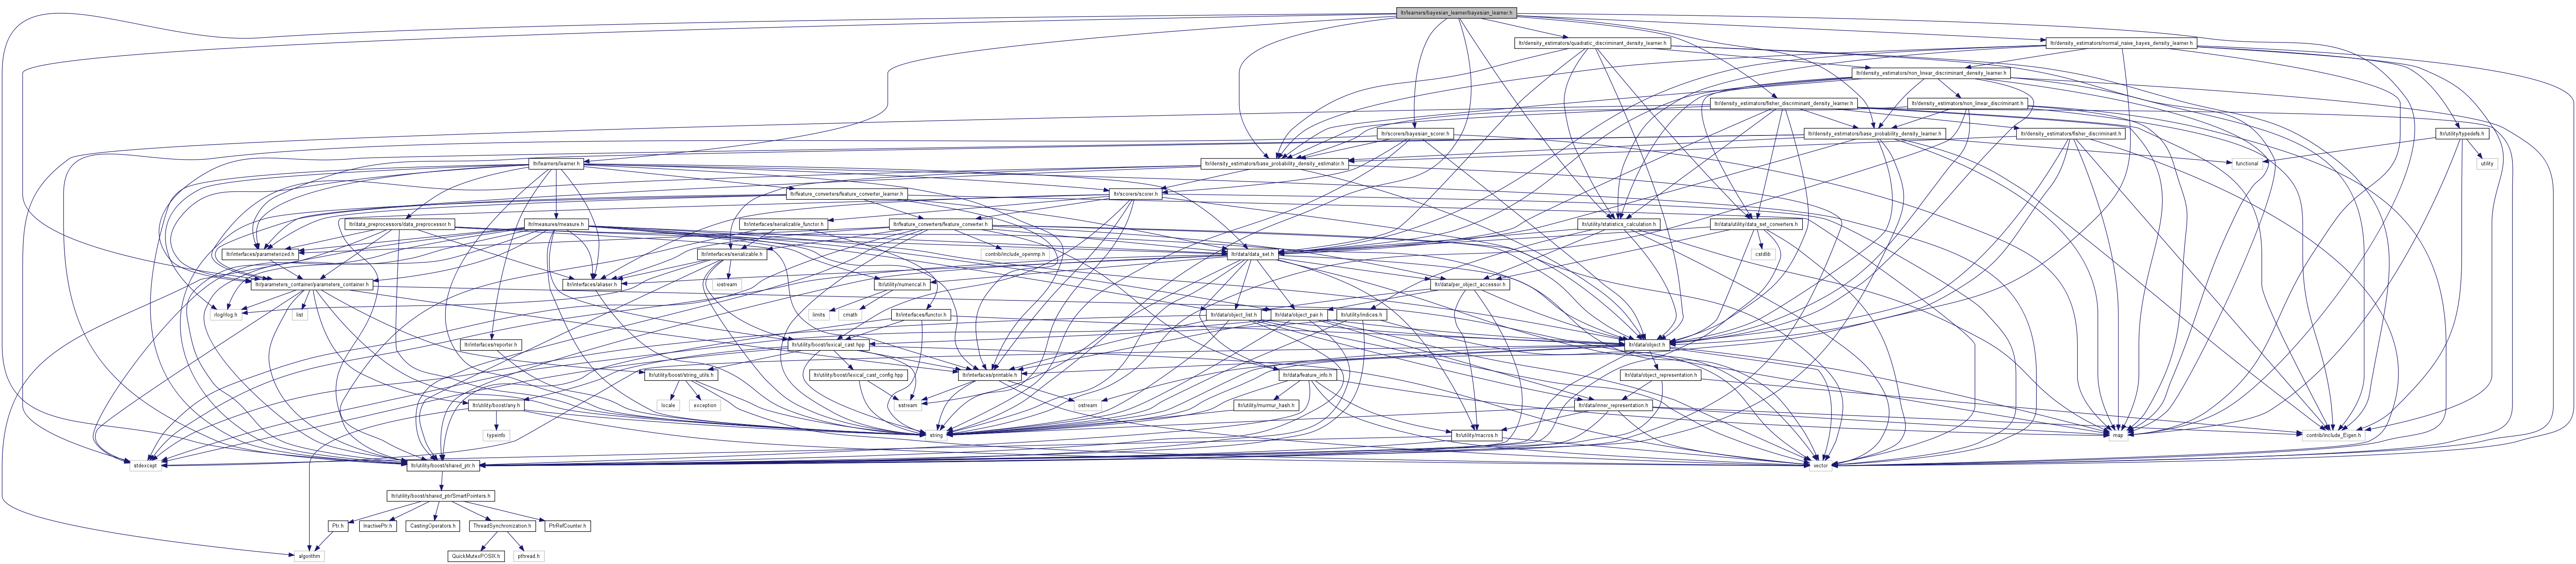 ltr/learners/bayesian_learner/bayesian_learner.h
ltr/density_estimators/quadratic_discriminant_density_learner.h
ltr/density_estimators/normal_naive_bayes_density_learner.h
ltr/density_estimators/non_linear_discriminant_density_learner.h
ltr/density_estimators/fisher_discriminant_density_learner.h
ltr/density_estimators/non_linear_discriminant.h
ltr/scorers/bayesian_scorer.h
ltr/density_estimators/base_probability_density_learner.h
ltr/density_estimators/fisher_discriminant.h
ltr/utility/typedefs.h
ltr/learners/learner.h
ltr/density_estimators/base_probability_density_estimator.h
functional
utility
ltr/feature_converters/feature_converter_learner.h
ltr/scorers/scorer.h
ltr/data_preprocessors/data_preprocessor.h
ltr/measures/measure.h
ltr/interfaces/serializable_functor.h
ltr/feature_converters/feature_converter.h
ltr/utility/statistics_calculation.h
ltr/data/utility/data_set_converters.h
ltr/interfaces/parameterized.h
ltr/interfaces/serializable.h
contrib/include_openmp.h
ltr/data/data_set.h
cstdlib
ltr/parameters_container/parameters_container.h
ltr/interfaces/aliaser.h
iostream
ltr/utility/numerical.h
ltr/data/per_object_accessor.h
rlog/rlog.h
list
limits
cmath
ltr/interfaces/functor.h
ltr/data/object_list.h
ltr/data/object_pair.h
ltr/utility/indices.h
ltr/interfaces/reporter.h
ltr/utility/boost/lexical_cast.hpp
ltr/data/object.h
ltr/utility/boost/string_utils.h
ltr/utility/boost/lexical_cast_config.hpp
ltr/interfaces/printable.h
ltr/data/feature_info.h
ltr/data/object_representation.h
ltr/utility/boost/any.h
locale
exception
sstream
ostream
ltr/utility/murmur_hash.h
ltr/data/inner_representation.h
typeinfo
string
ltr/utility/macros.h
map
contrib/include_Eigen.h
stdexcept
ltr/utility/boost/shared_ptr.h
vector
ltr/utility/boost/shared_ptr/SmartPointers.h
Ptr.h
InactivePtr.h
CastingOperators.h
ThreadSynchronization.h
PtrRefCounter.h
algorithm
QuickMutexPOSIX.h
pthread.h